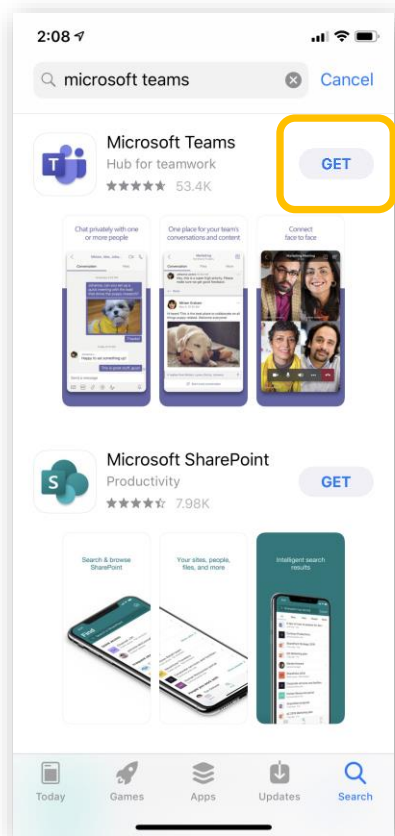 2:08
microsoft teams
Cancel
Microsoft Teams
Hub for teamwork
53.4K
GET
Chat privately with one
or more people
One place for your team's
conversations and content
Connect
face to face
Microsoft SharePoint
Productivity
7.98K
GET
S
Search & browse
SharePoint
Your sites, people,
files, and more
Intelligent search
results
Find
Today
Games
Apps
Updates
Search